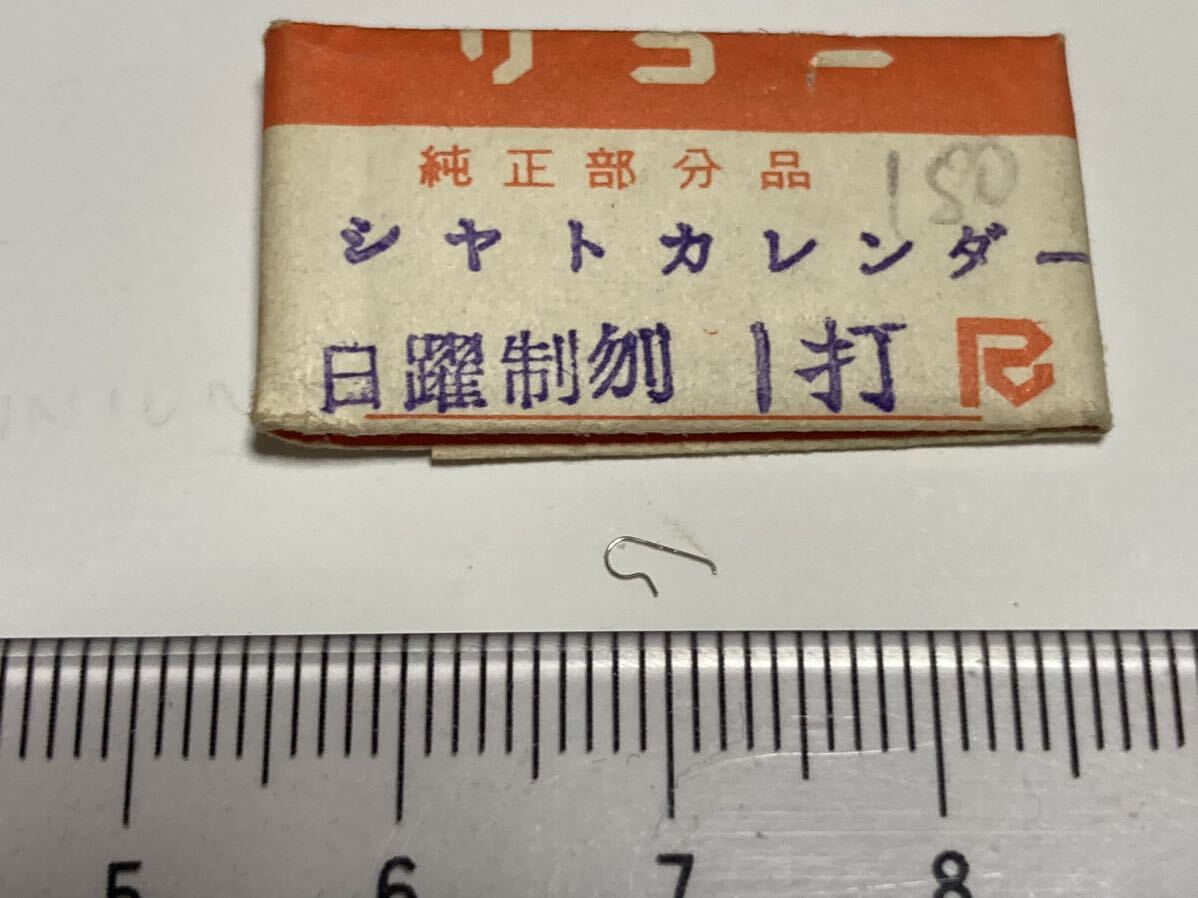 リコー
純正部分品
150
シヤトカレンダー
日躍制刎 1打 R
5 6 7 8